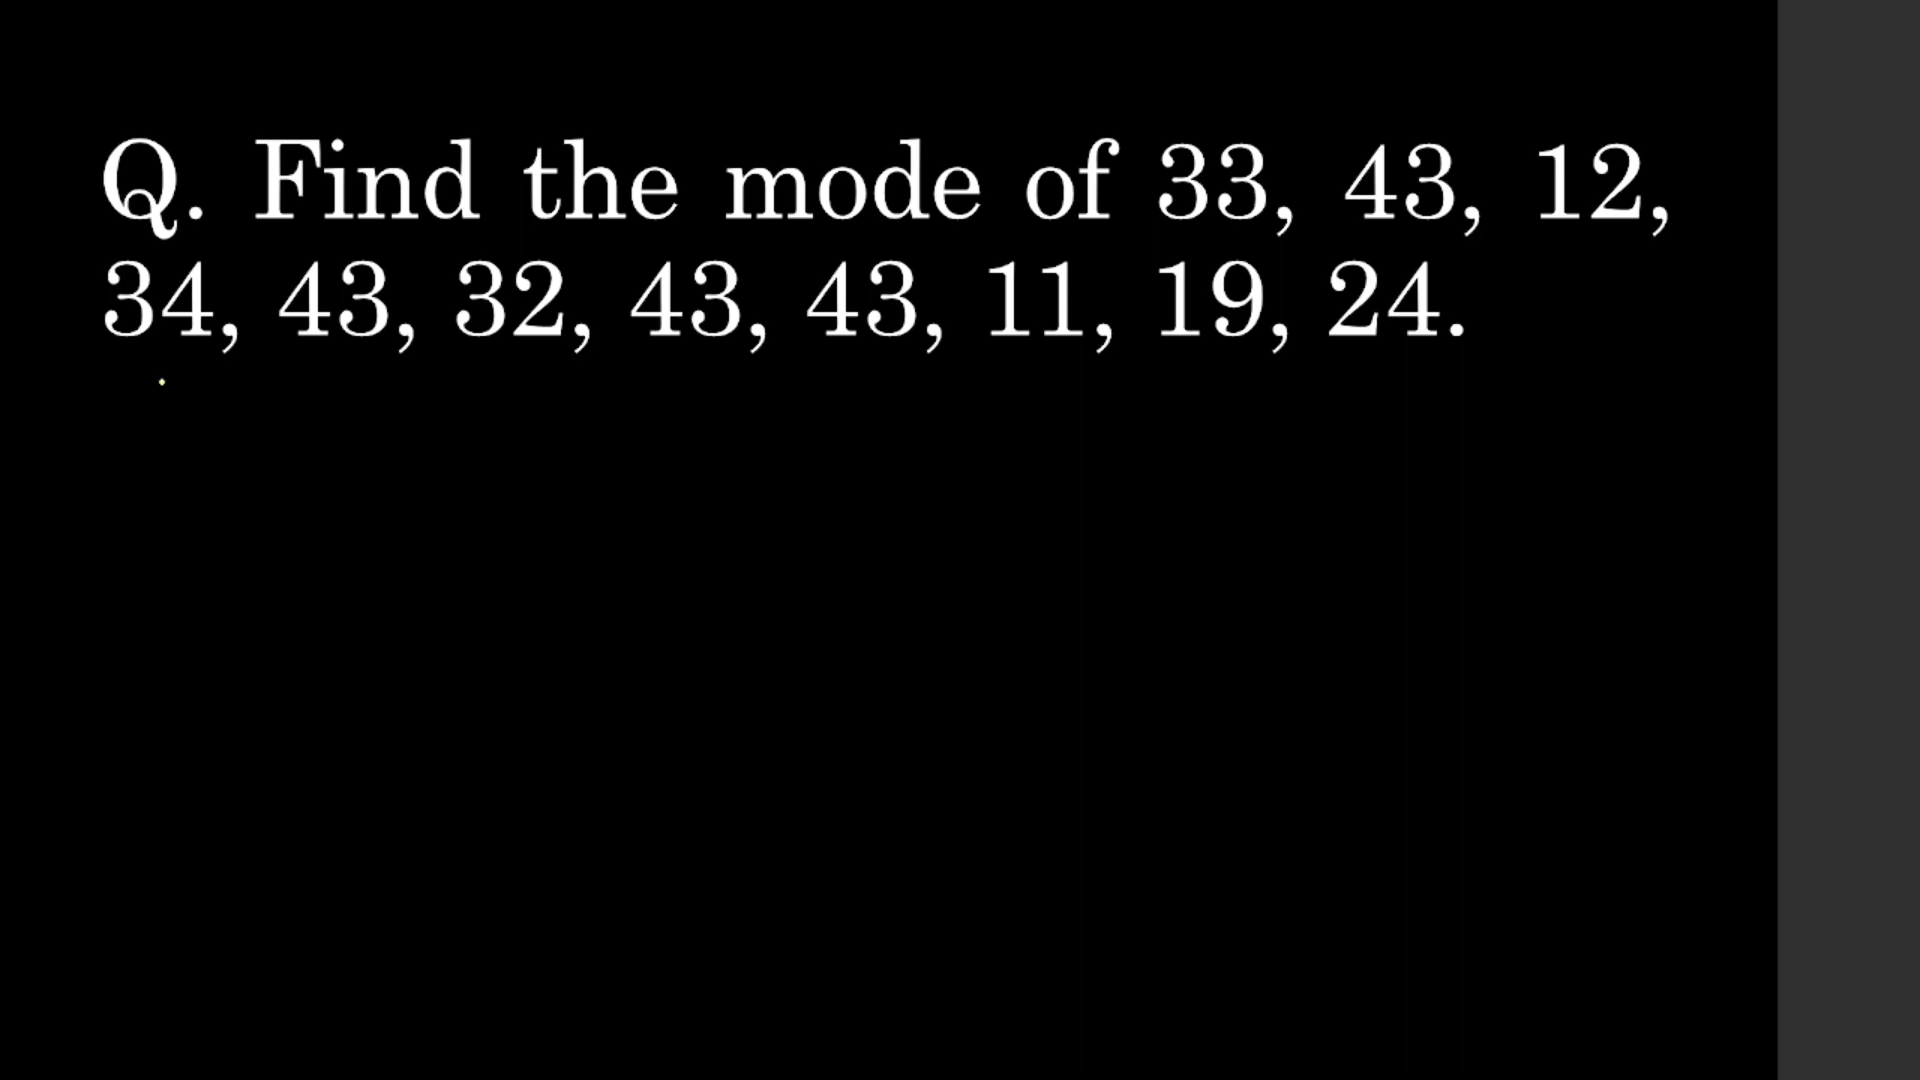 Q. Find the mode of 33, 43, 12,
34, 43, 32, 43, 43, 11, 19, 24.